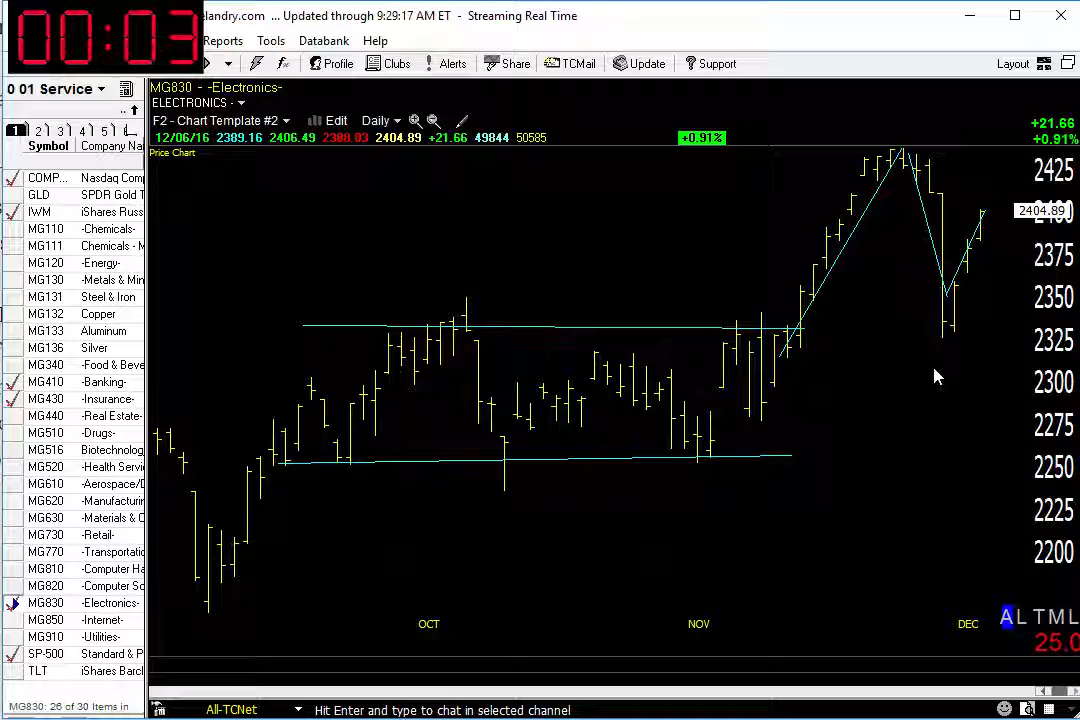 00:03
elandry.com ... Updated through 9:29:17 AM ET - Streaming Real Time
Reports Tools Databank Help
Profile Clubs Alerts Share TCMail Update Support Layout
0 01 Service
1 2 3 4 5
Symbol Company Na
COMP... Nasdaq Comp
GLD SPDR Gold T
IWM iShares Russ
MG110 -Chemicals-
MG111 Chemicals - M
MG120 -Energy-
MG130 -Metals & Min
MG131 Steel & Iron
MG132 Copper
MG133 Aluminum
MG136 Silver
MG340 -Food & Beve
MG410 -Banking-
MG430 -Insurance-
MG440 -Real Estate-
MG510 -Drugs-
MG516 Biotechnolog
MG520 -Health Servi
MG610 -Aerospace/D
MG620 -Manufacturin
MG630 -Materials & C
MG730 -Retail-
MG770 -Transportatio
MG810 -Computer Ha
MG820 -Computer So
MG830 -Electronics-
MG850 -Internet-
MG910 -Utilities-
SP-500 Standard & P
TLT iShares Barcl
MG830: 26 of 30 Items in
MG830 - -Electronics-
ELECTRONICS -
F2 - Chart Template #2 Edit Daily
12/06/16 2389.16 2406.49 2388.03 2404.89 +21.66 49844 50585 +0.91%
+21.66
+0.91%
Price Chart
2425
2404.89
2375
2350
2325
2300
2275
2250
2225
2200
OCT NOV DEC
A L T M L
25.0
All-TCNet Hit Enter and type to chat in selected channel